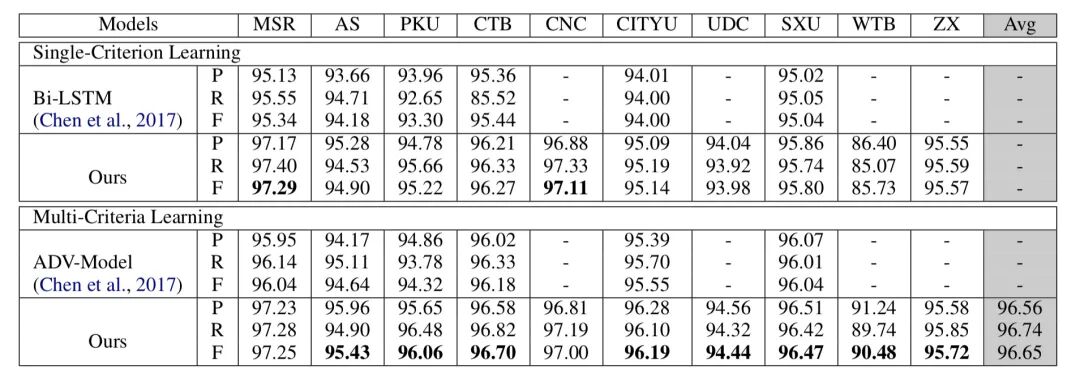 Models MSR AS PKU CTB CNC CITYU UDC SXU WTB ZX Avg
Single-Criterion Learning
P 95.13 93.66 93.96 95.36 - 94.01 - 95.02 - - -
Bi-LSTM R 95.55 94.71 92.65 85.52 - 94.00 - 95.05 - - -
(Chen et al., 2017) F 95.34 94.18 93.30 95.44 - 94.00 - 95.04 - - -
P 97.17 95.28 94.78 96.21 96.88 95.09 94.04 95.86 86.40 95.55
Ours R 97.40 94.53 95.66 96.33 97.33 95.19 93.92 95.74 85.07 95.59 -
F 97.29 94.90 95.22 96.27 97.11 95.14 93.98 95.80 85.73 95.57 -
Multi-Criteria Learning
P 95.95 94.17 94.86 96.02 - 95.39 - 96.07 - - -
ADV-Model R 96.14 95.11 93.78 96.33 - 95.70 - 96.01 - - -
(Chen et al., 2017) F 96.04 94.64 94.32 96.18 - 95.55 - 96.04 - - -
P 97.23 95.96 95.65 96.58 96.81 96.28 94.56 96.51 91.24 95.58 96.56
Ours R 97.28 94.90 96.48 96.82 97.19 96.10 94.32 96.42 89.74 95.85 96.74
F 97.25 95.43 96.06 96.70 97.00 96.19 94.44 96.47 90.48 95.72 96.65